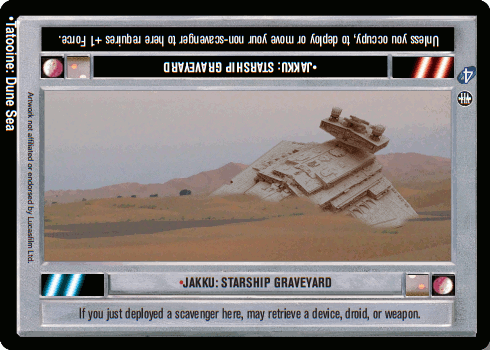 Unless you occupy, to deploy or move your non-scavenger to here requires +1 Force.
•JAKKU: STARSHIP GRAVEYARD
4
•Tatooine: Dune Sea
Artwork not affiliated or endorsed by Lucasfilm Ltd.
•JAKKU: STARSHIP GRAVEYARD
If you just deployed a scavenger here, may retrieve a device, droid, or weapon.